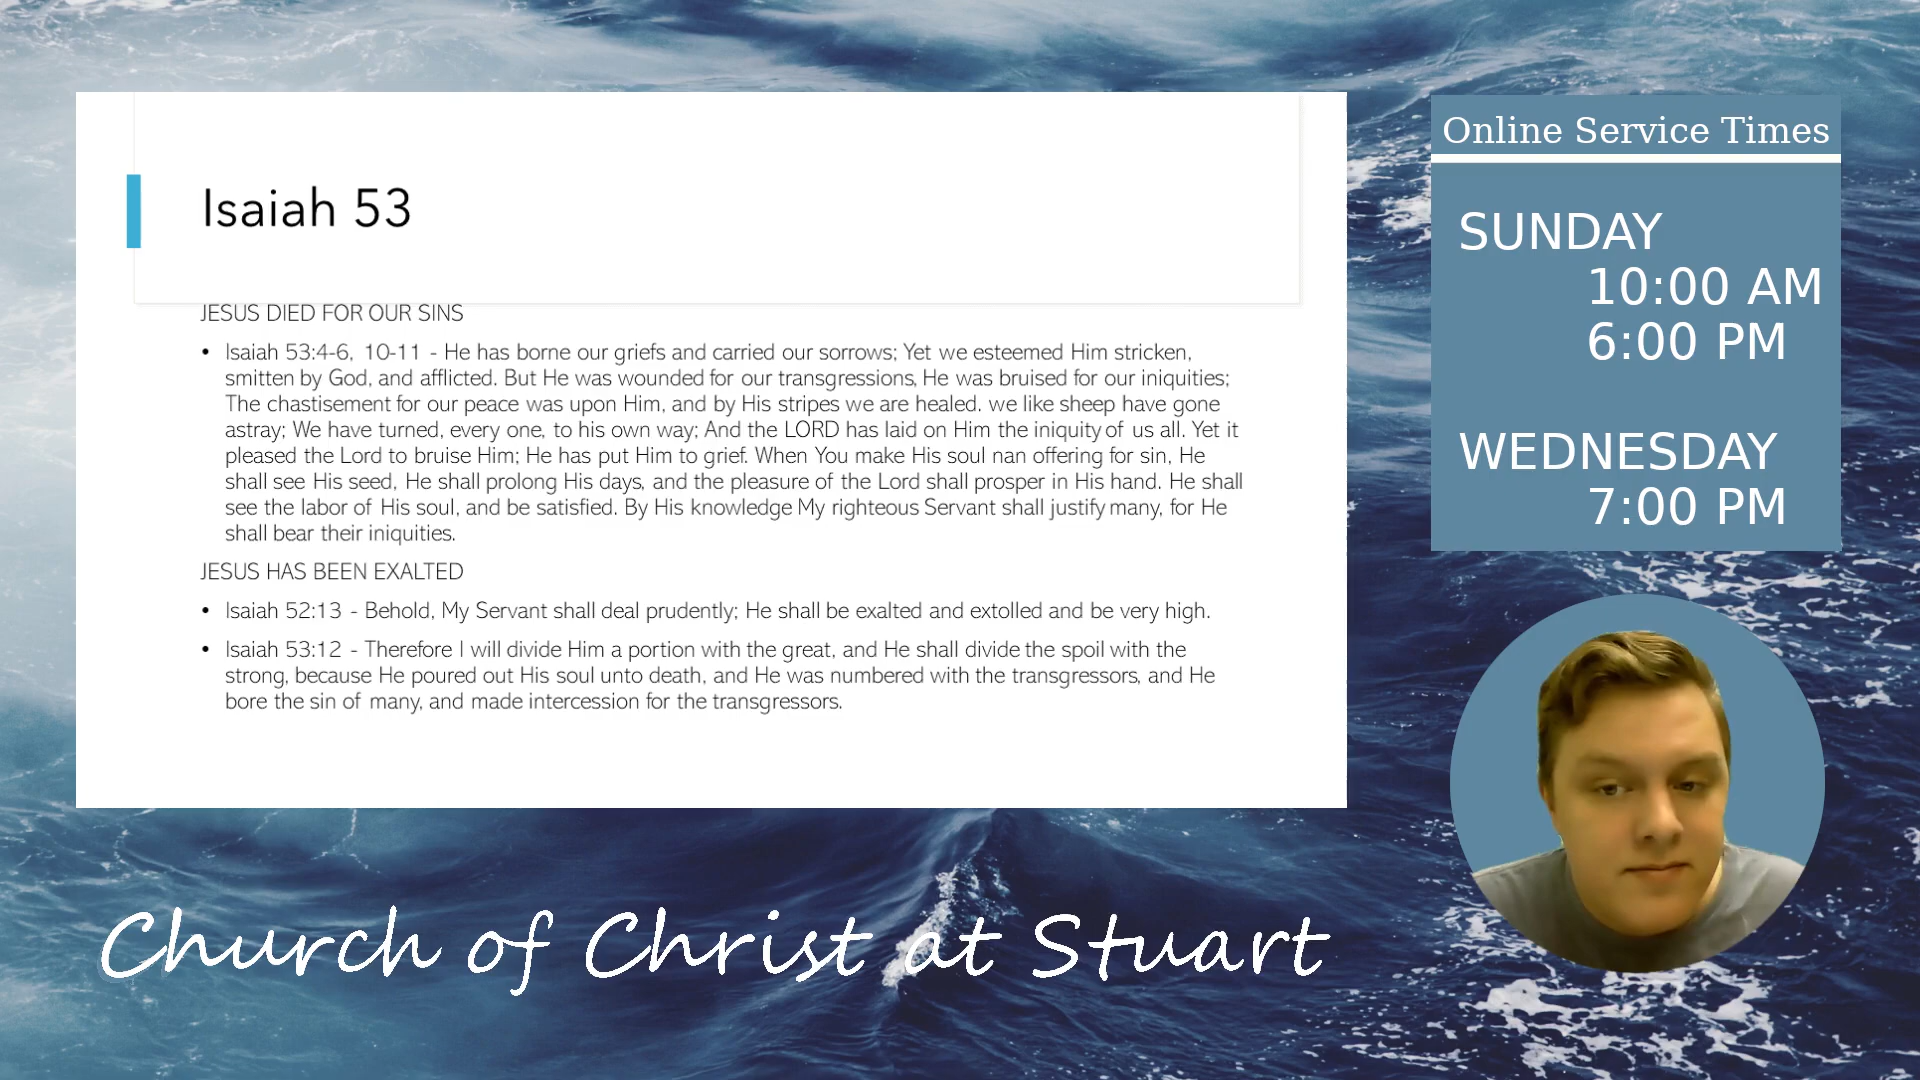 Isaiah 53
JESUS DIED FOR OUR SINS
• Isaiah 53:4-6, 10-11 - He has borne our griefs and carried our sorrows; Yet we esteemed Him stricken,
smitten by God, and afflicted. But He was wounded for our transgressions, He was bruised for our iniquities;
The chastisement for our peace was upon Him, and by His stripes we are healed. we like sheep have gone
astray; We have turned, every one, to his own way; And the LORD has laid on Him the iniquity of us all. Yet it
pleased the Lord to bruise Him; He has put Him to grief. When You make His soul nan offering for sin, He
shall see His seed, He shall prolong His days, and the pleasure of the Lord shall prosper in His hand. He shall
see the labor of His soul, and be satisfied. By His knowledge My righteous Servant shall justify many, for He
shall bear their iniquities.
JESUS HAS BEEN EXALTED
• Isaiah 52:13 - Behold, My Servant shall deal prudently; He shall be exalted and extolled and be very high.
• Isaiah 53:12 - Therefore I will divide Him a portion with the great, and He shall divide the spoil with the
strong, because He poured out His soul unto death, and He was numbered with the transgressors, and He
bore the sin of many, and made intercession for the transgressors.
Online Service Times
SUNDAY
10:00 AM
6:00 PM
WEDNESDAY
7:00 PM
Church of Christ at Stuart